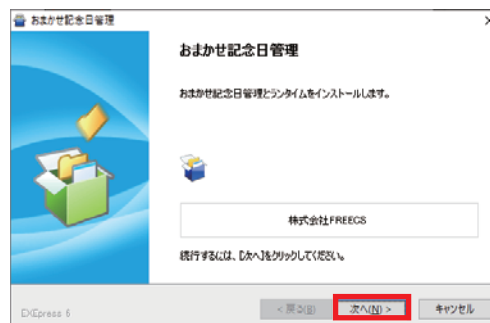 おまかせ記念日管理
おまかせ記念日管理
おまかせ記念日管理とランタイムをインストールします。
株式会社FREECS
続行するには、[次へ]をクリックしてください。
EXEpress 6
< 戻る(B)
次へ(N) >
キャンセル